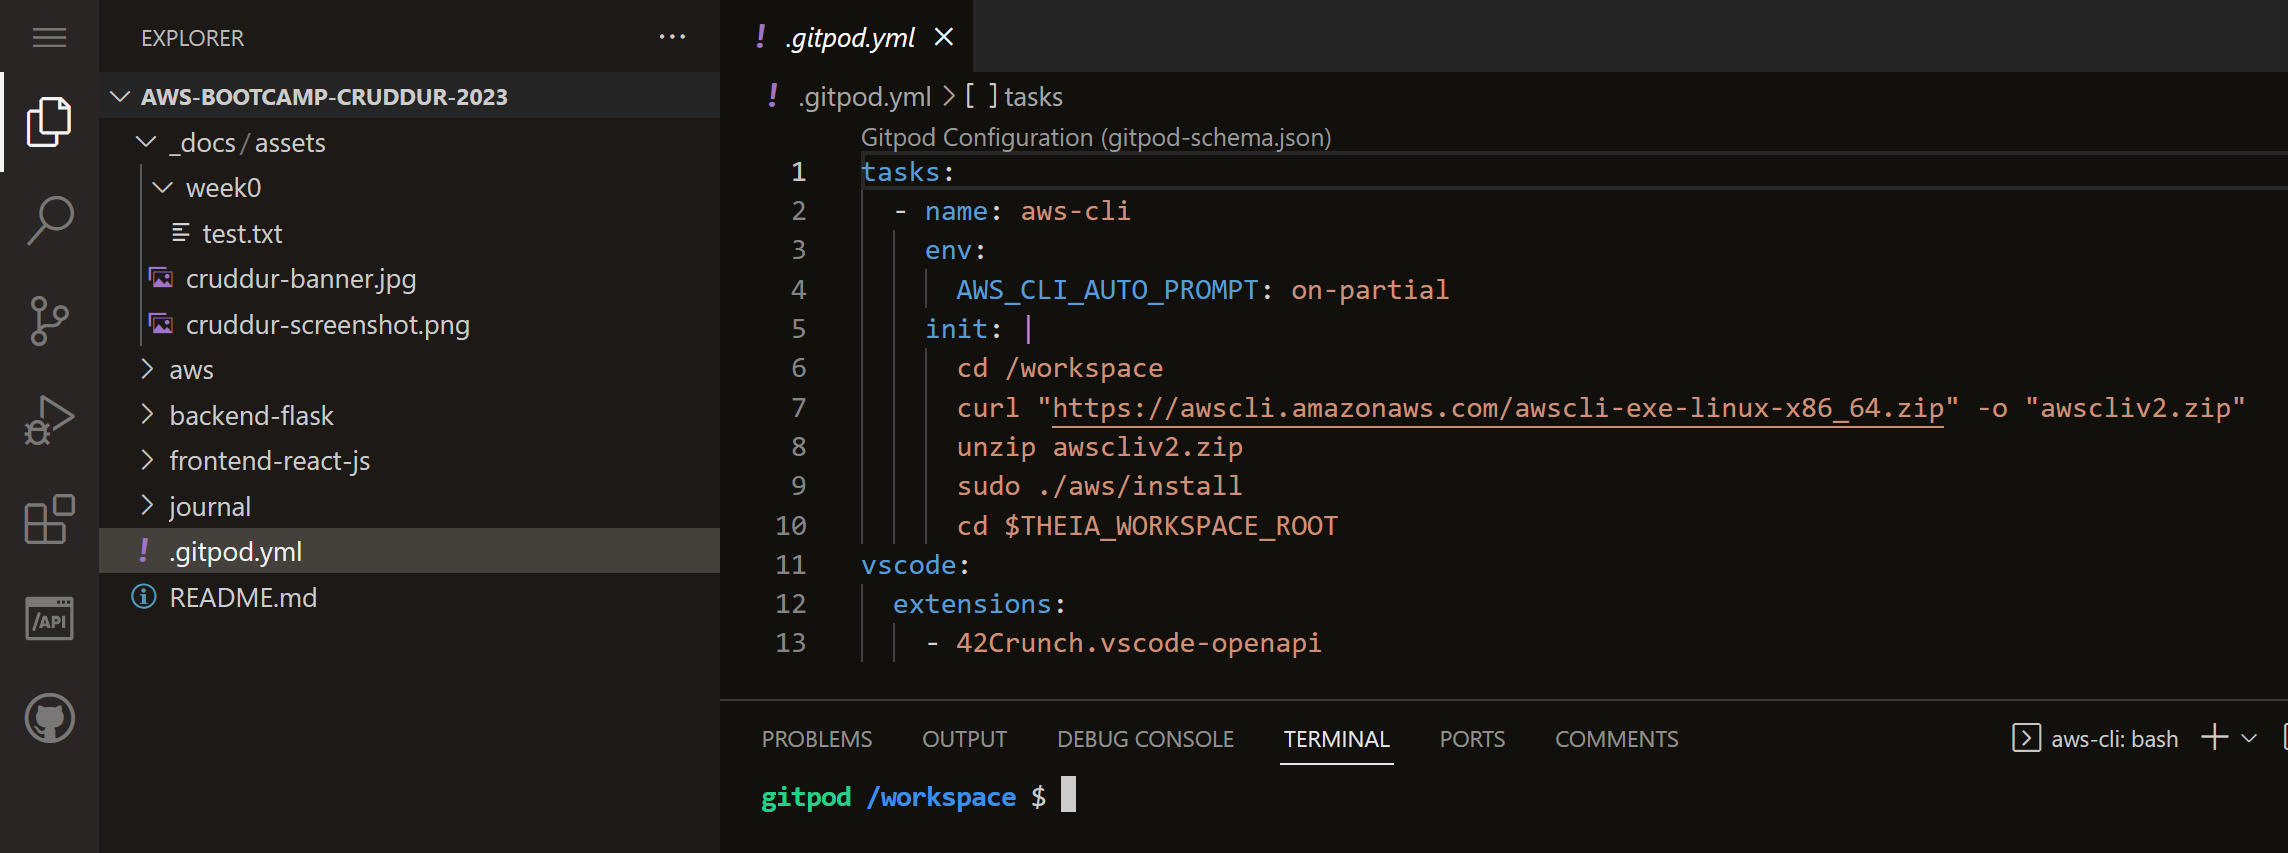 EXPLORER
AWS-BOOTCAMP-CRUDDUR-2023
_docs / assets
week0
test.txt
cruddur-banner.jpg
cruddur-screenshot.png
aws
backend-flask
frontend-react-js
journal
.gitpod.yml
README.md
/API
.gitpod.yml
.gitpod.yml > [ ] tasks
Gitpod Configuration (gitpod-schema.json)
1 tasks:
2   - name: aws-cli
3     env:
4       AWS_CLI_AUTO_PROMPT: on-partial
5     init: |
6       cd /workspace
7       curl "https://awscli.amazonaws.com/awscli-exe-linux-x86_64.zip" -o "awscliv2.zip"
8       unzip awscliv2.zip
9       sudo ./aws/install
10       cd $THEIA_WORKSPACE_ROOT
11 vscode:
12   extensions:
13     - 42Crunch.vscode-openapi
PROBLEMS OUTPUT DEBUG CONSOLE TERMINAL PORTS COMMENTS aws-cli: bash
gitpod /workspace $